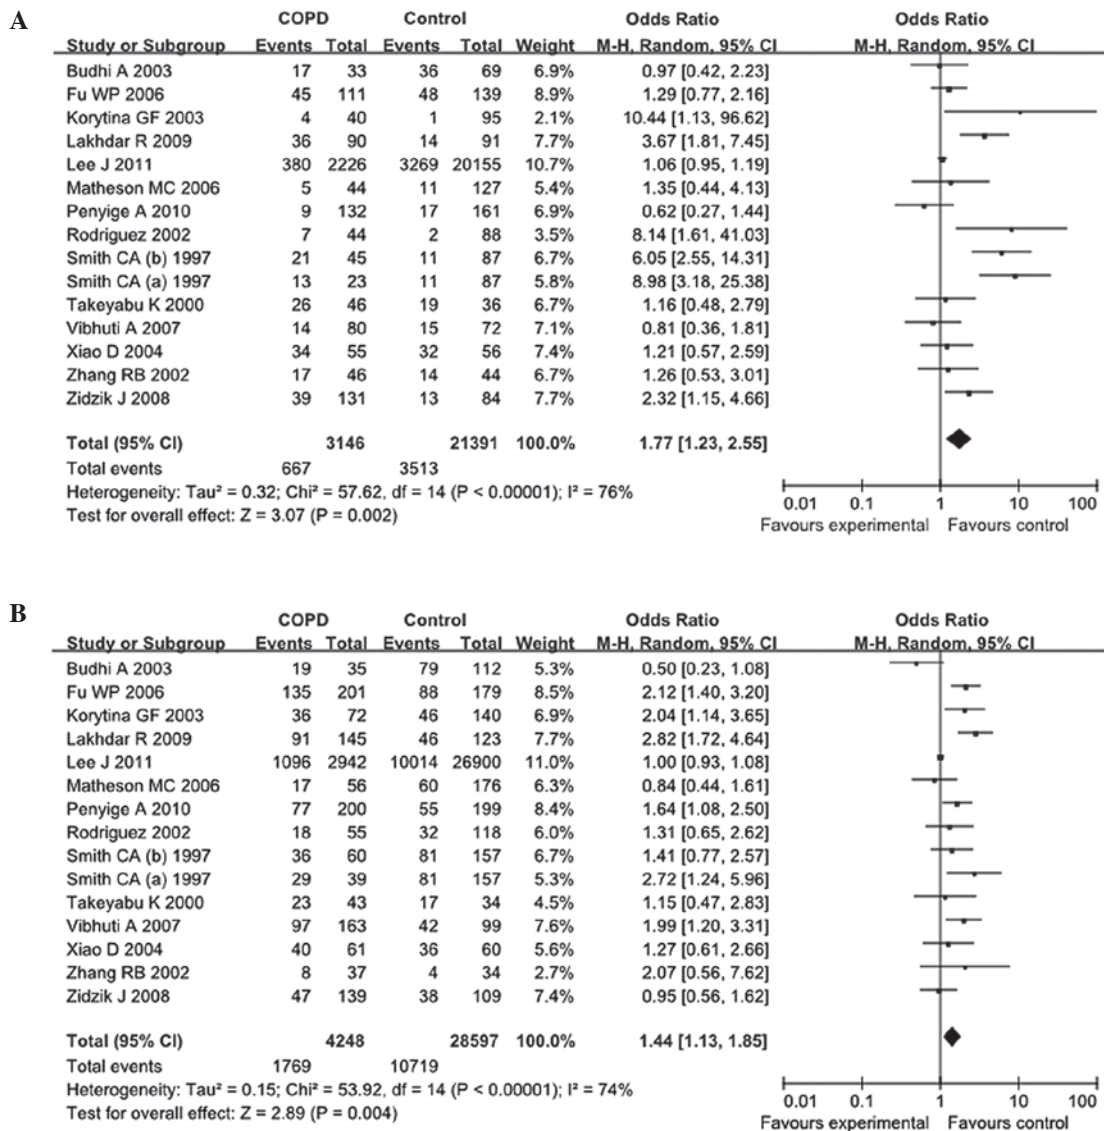 A
COPD Control Odds Ratio Odds Ratio
Study or Subgroup Events Total Events Total Weight M-H, Random, 95% CI M-H, Random, 95% CI
Budhi A 2003 17 33 36 69 6.9% 0.97 [0.42, 2.23]
Fu WP 2006 45 111 48 139 8.9% 1.29 [0.77, 2.16]
Korytina GF 2003 4 40 1 95 2.1% 10.44 [1.13, 96.62]
Lakhdar R 2009 36 90 14 91 7.7% 3.67 [1.81, 7.45]
Lee J 2011 380 2226 3269 20155 10.7% 1.06 [0.95, 1.19]
Matheson MC 2006 5 44 11 127 5.4% 1.35 [0.44, 4.13]
Penyige A 2010 9 132 17 161 6.9% 0.62 [0.27, 1.44]
Rodriguez 2002 7 44 2 88 3.5% 8.14 [1.61, 41.03]
Smith CA (b) 1997 21 45 11 87 6.7% 6.05 [2.55, 14.31]
Smith CA (a) 1997 13 23 11 87 5.8% 8.98 [3.18, 25.38]
Takeyabu K 2000 26 46 19 36 6.7% 1.16 [0.48, 2.79]
Vibhuti A 2007 14 80 15 72 7.1% 0.81 [0.36, 1.81]
Xiao D 2004 34 55 32 56 7.4% 1.21 [0.57, 2.59]
Zhang RB 2002 17 46 14 44 6.7% 1.26 [0.53, 3.01]
Zidzik J 2008 39 131 13 84 7.7% 2.32 [1.15, 4.66]
Total (95% CI) 3146 21391 100.0% 1.77 [1.23, 2.55]
Total events 667 3513
Heterogeneity: Tau² = 0.32; Chi² = 57.62, df = 14 (P < 0.00001); I² = 76%
Test for overall effect: Z = 3.07 (P = 0.002)
0.01 0.1 1 10 100
Favours experimental Favours control
B
COPD Control Odds Ratio Odds Ratio
Study or Subgroup Events Total Events Total Weight M-H, Random, 95% CI M-H, Random, 95% CI
Budhi A 2003 19 35 79 112 5.3% 0.50 [0.23, 1.08]
Fu WP 2006 135 201 88 179 8.5% 2.12 [1.40, 3.20]
Korytina GF 2003 36 72 46 140 6.9% 2.04 [1.14, 3.65]
Lakhdar R 2009 91 145 46 123 7.7% 2.82 [1.72, 4.64]
Lee J 2011 1096 2942 10014 26900 11.0% 1.00 [0.93, 1.08]
Matheson MC 2006 17 56 60 176 6.3% 0.84 [0.44, 1.61]
Penyige A 2010 77 200 55 199 8.4% 1.64 [1.08, 2.50]
Rodriguez 2002 18 55 32 118 6.0% 1.31 [0.65, 2.62]
Smith CA (b) 1997 36 60 81 157 6.7% 1.41 [0.77, 2.57]
Smith CA (a) 1997 29 39 81 157 5.3% 2.72 [1.24, 5.96]
Takeyabu K 2000 23 43 17 34 4.5% 1.15 [0.47, 2.83]
Vibhuti A 2007 97 163 42 99 7.6% 1.99 [1.20, 3.31]
Xiao D 2004 40 61 36 60 5.6% 1.27 [0.61, 2.66]
Zhang RB 2002 8 37 4 34 2.7% 2.07 [0.56, 7.62]
Zidzik J 2008 47 139 38 109 7.4% 0.95 [0.56, 1.62]
Total (95% CI) 4248 28597 100.0% 1.44 [1.13, 1.85]
Total events 1769 10719
Heterogeneity: Tau² = 0.15; Chi² = 53.92, df = 14 (P < 0.00001); I² = 74%
Test for overall effect: Z = 2.89 (P = 0.004)
0.01 0.1 1 10 100
Favours experimental Favours control